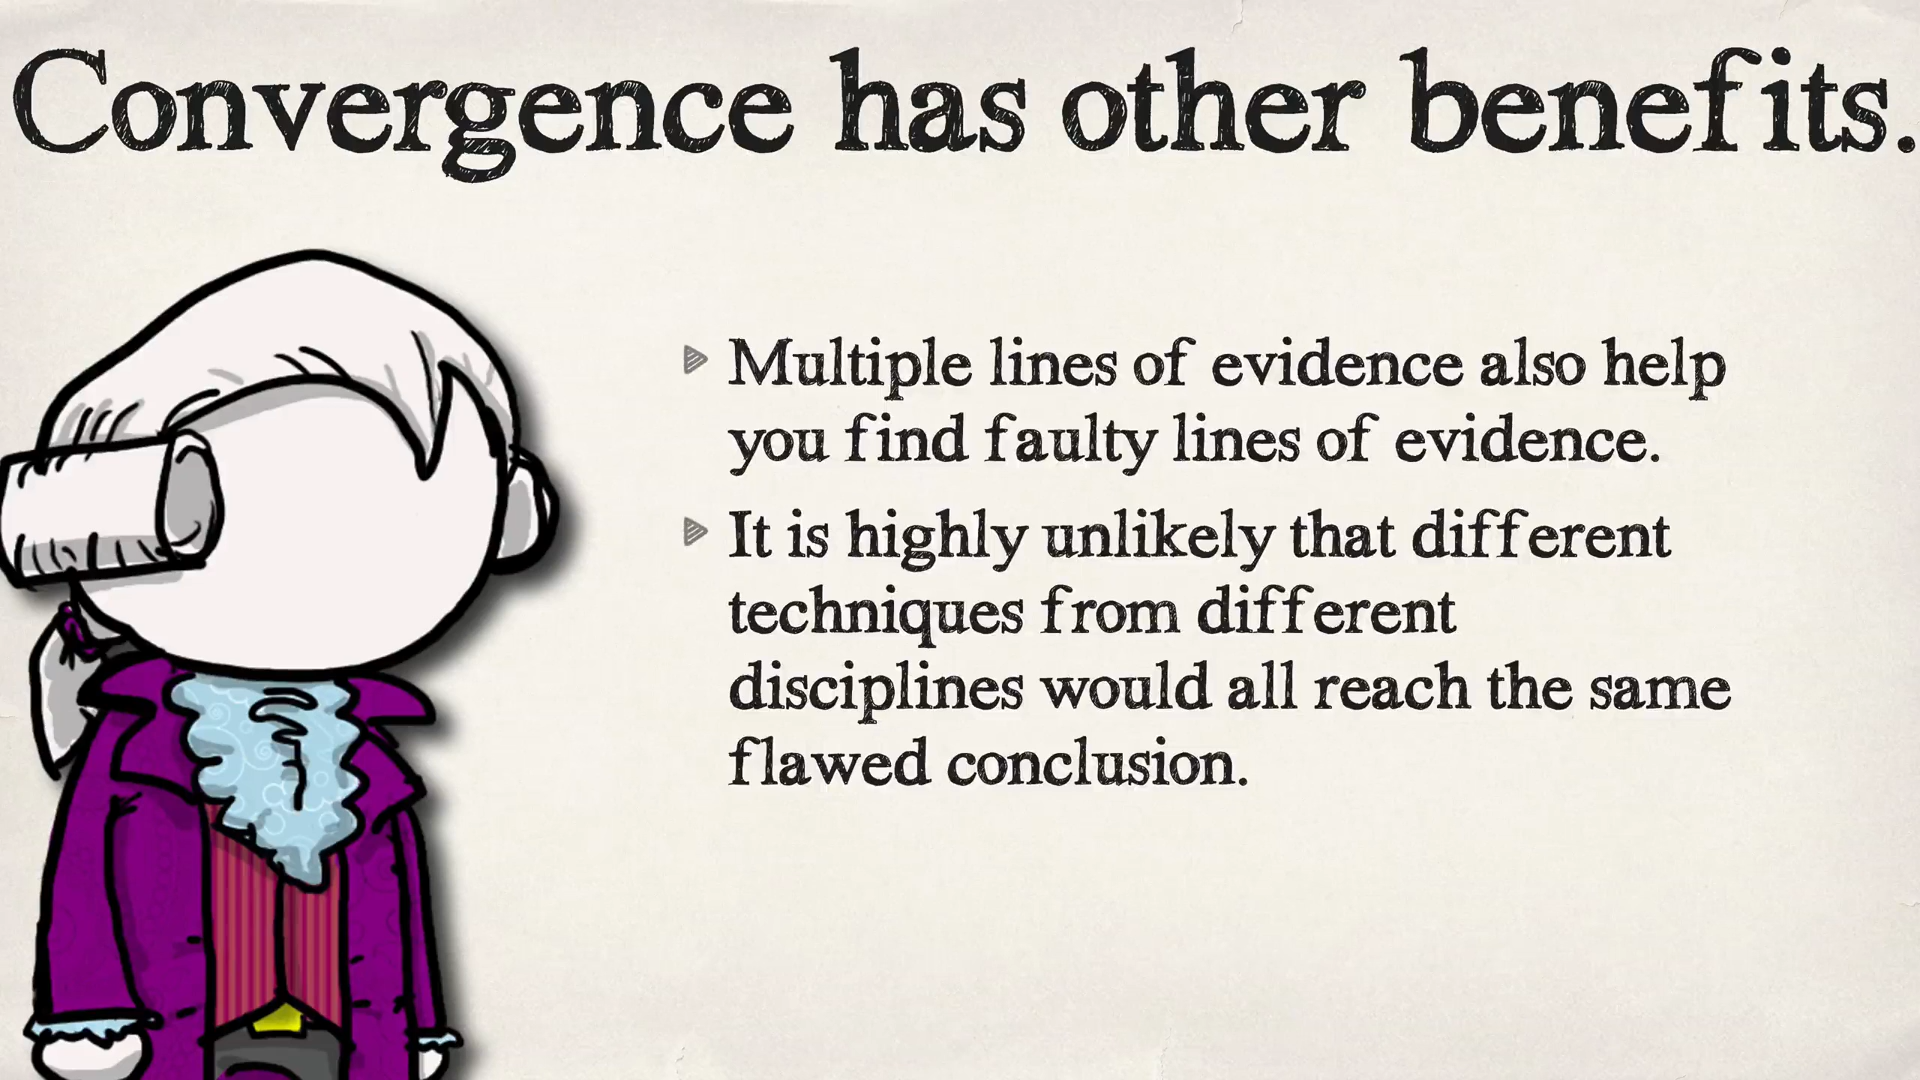 Convergence has other benefits.
Multiple lines of evidence also help
you find faulty lines of evidence.
It is highly unlikely that different
techniques from different
disciplines would all reach the same
flawed conclusion.